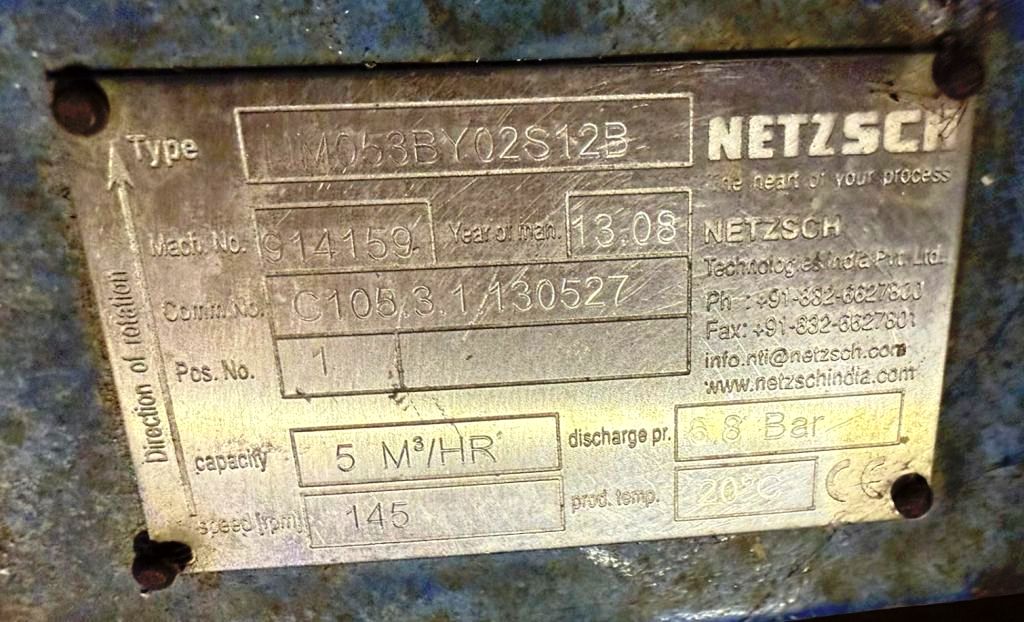 Type
M053BY02S12B
NETZSCH
The heart of your process
Mach. No. 914159 Year of man. 13.08
Comm. No. C105.3.1/130527
Pos. No. 1
NETZSCH
Technologies India Pvt. Ltd.
Ph : +91-832-6627800
Fax: +91-832-6627801
info.nti@netzsch.com
www.netzschindia.com
Direction of rotation
capacity 5 M³/HR discharge pr. 6,8 Bar
speed [rpm] 145 prod. temp. 20°C CE